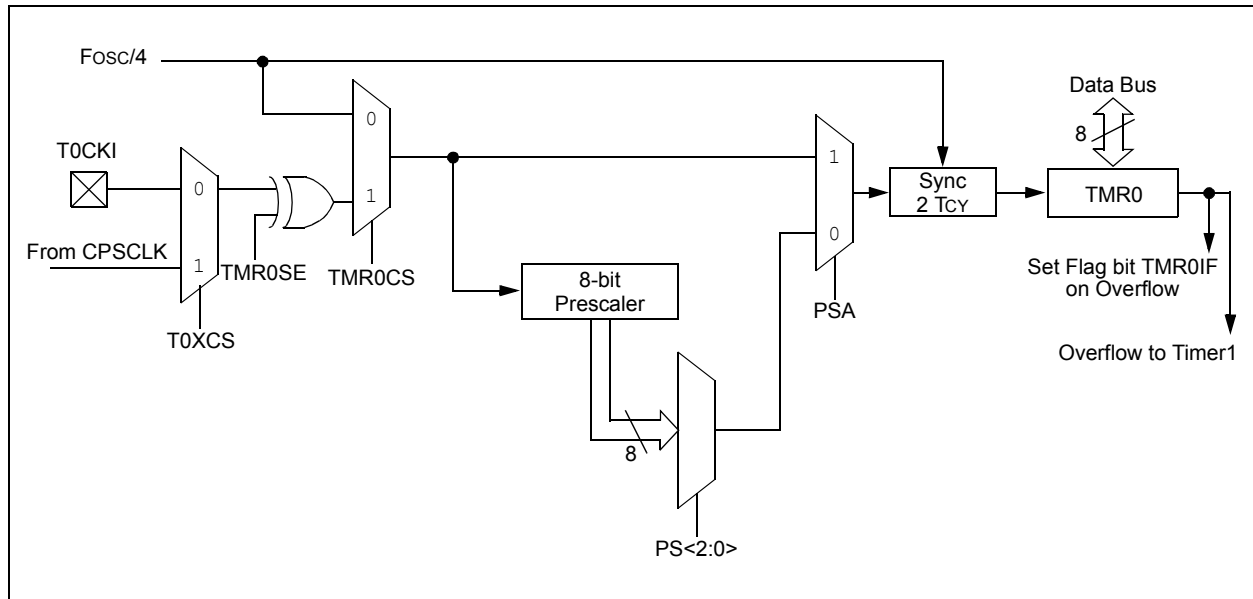 FOSC/4
Data Bus
8
0
T0CKI
1
0
1
Sync
2 TCY
TMR0
0
From CPSCLK
1
TMR0SE
TMR0CS
8-bit
Prescaler
Set Flag bit TMR0IF
on Overflow
PSA
T0XCS
Overflow to Timer1
8
PS<2:0>